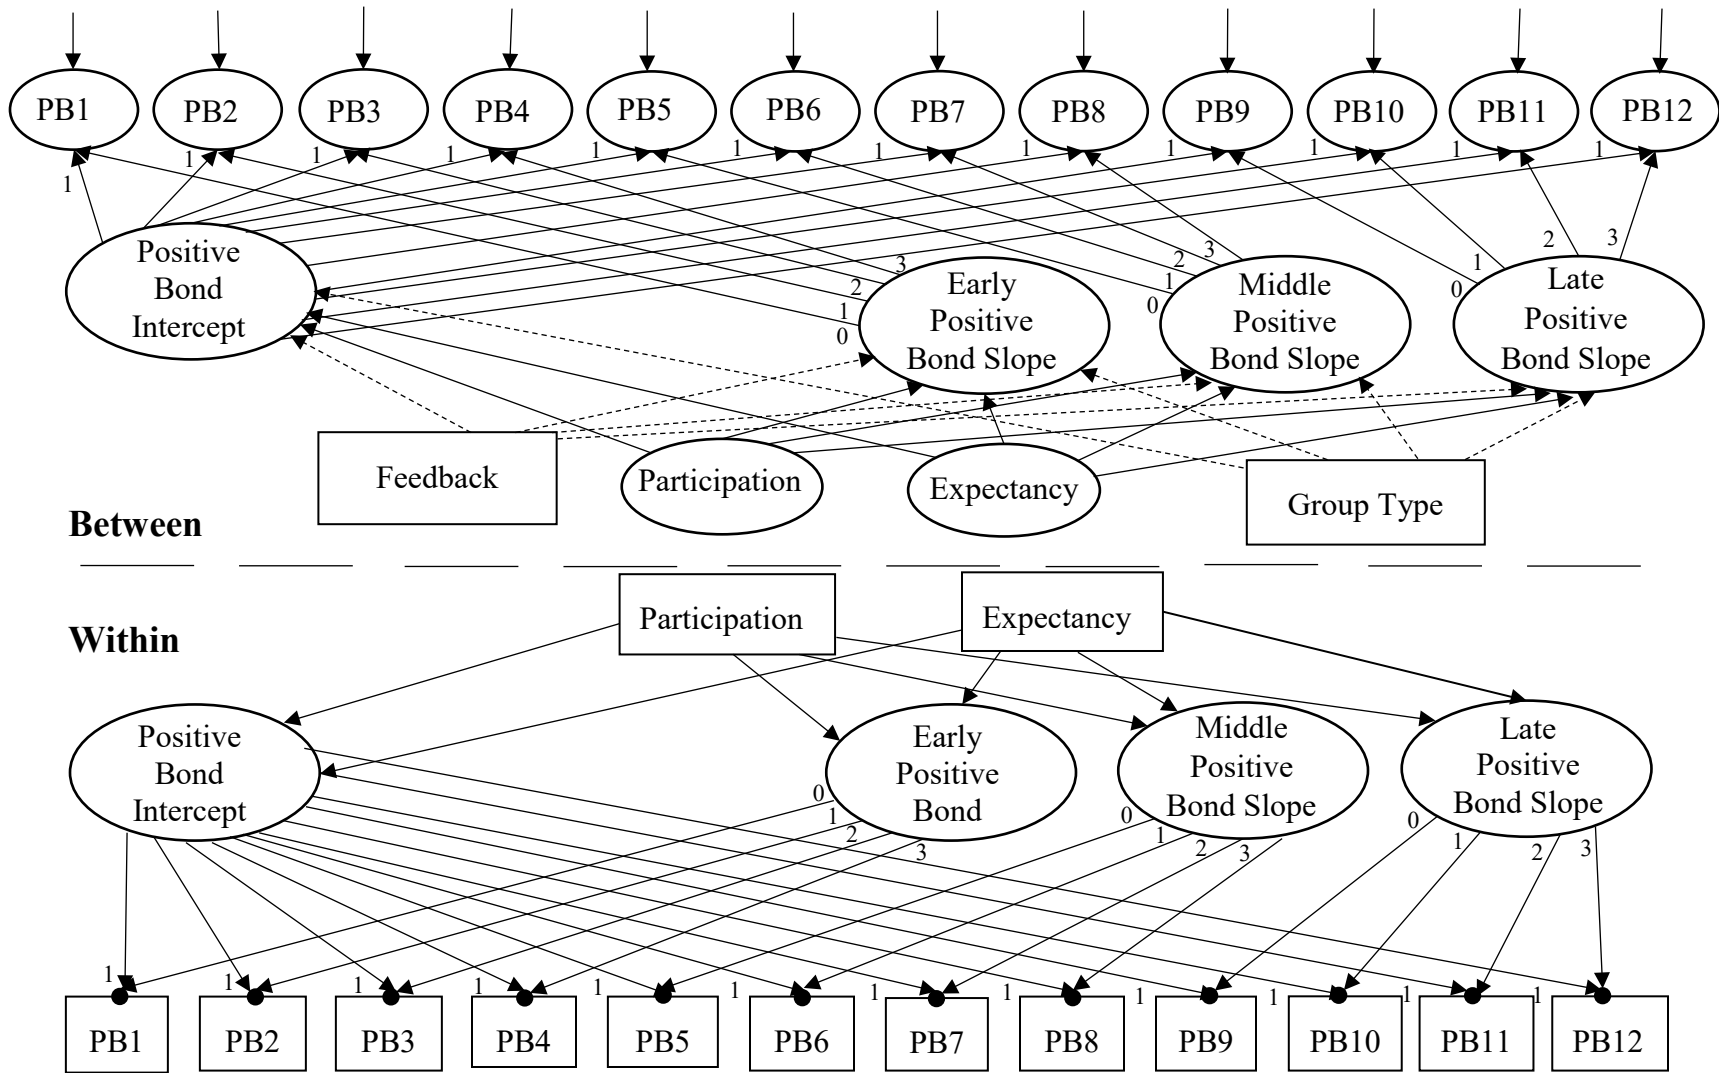 PB1 PB2 PB3 PB4 PB5 PB6 PB7 PB8 PB9 PB10 PB11 PB12
1 1 1 1 1 1 1 1 1 1 1 1
Positive
Bond
Intercept
3
2
1
0
Early
Positive
Bond Slope
3
2
1
0
Middle
Positive
Bond Slope
2 3
1
0
Late
Positive
Bond Slope
Feedback
Participation
Expectancy
Group Type
Between
Within
Participation
Expectancy
Positive
Bond
Intercept
Early
Positive
Bond
0
1
2
3
Middle
Positive
Bond Slope
0
1
2
3
Late
Positive
Bond Slope
0
1
2
3
1 1 1 1 1 1 1 1 1 1 1 1
PB1 PB2 PB3 PB4 PB5 PB6 PB7 PB8 PB9 PB10 PB11 PB12